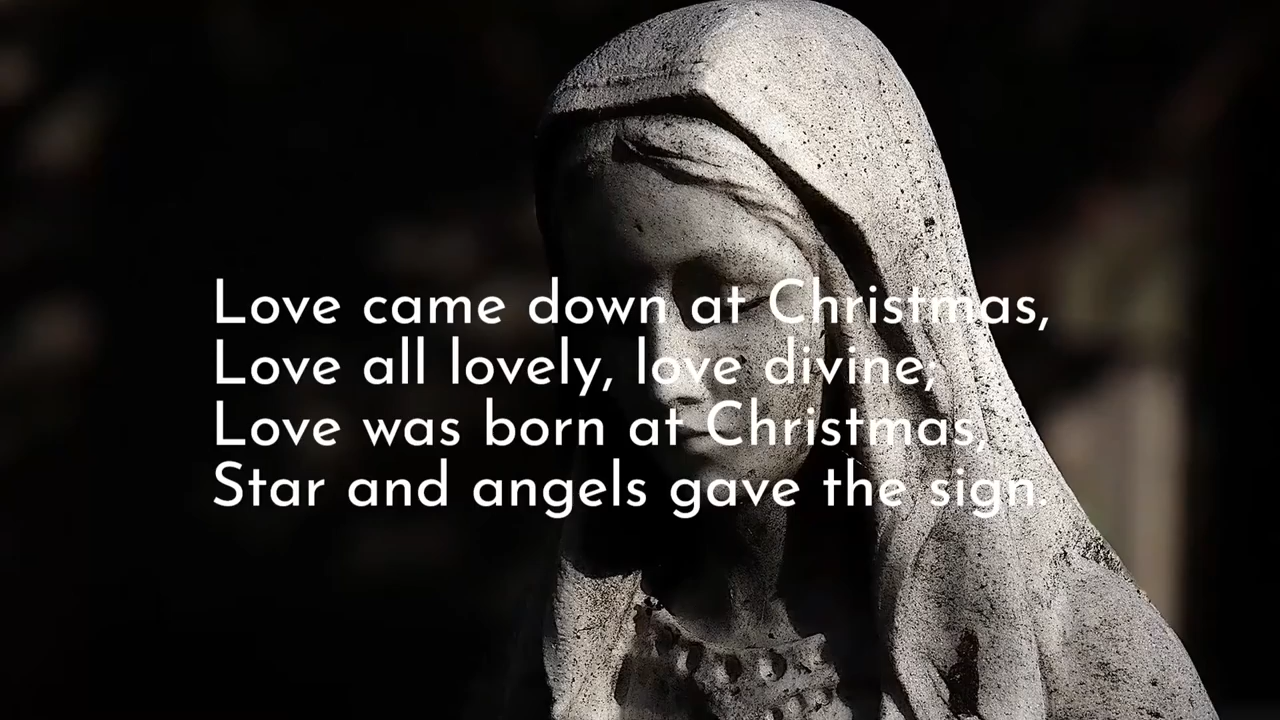 Love came down at Christmas,
Love all lovely, love divine;
Love was born at Christmas,
Star and angels gave the sign.